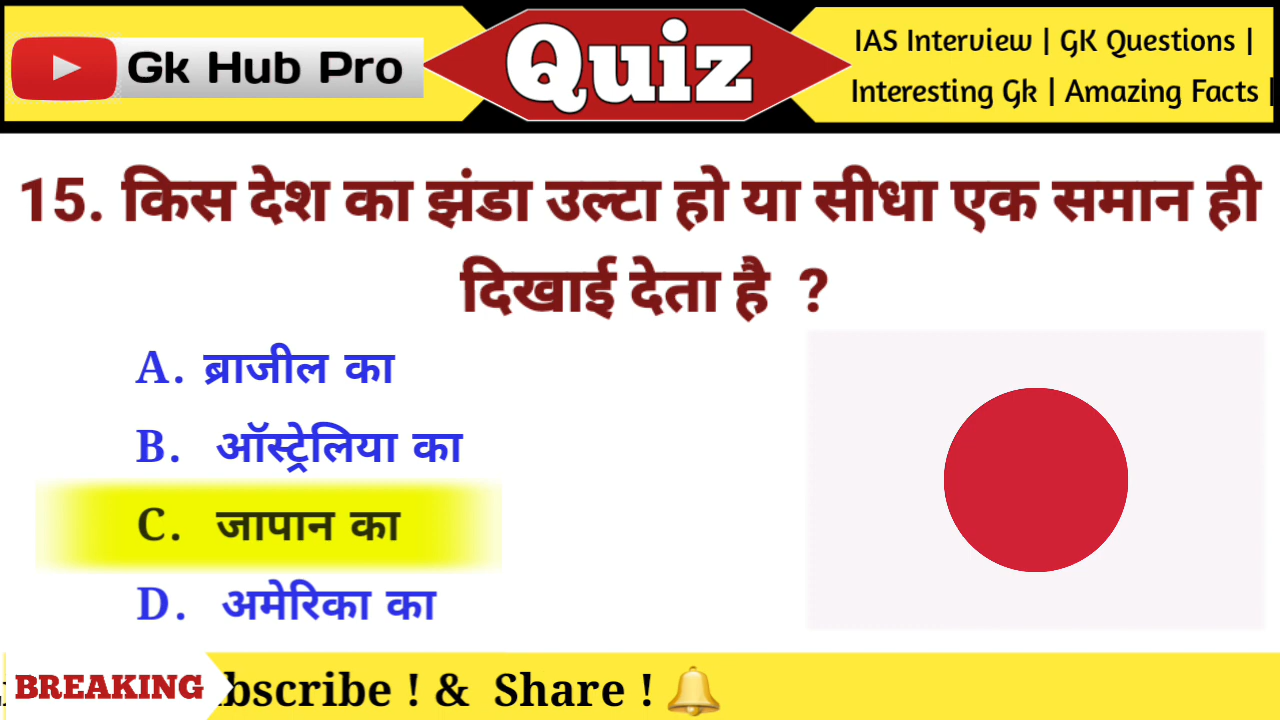 Gk Hub Pro
Quiz
IAS Interview | GK Questions |
Interesting Gk | Amazing Facts |
15. किस देश का झंडा उल्टा हो या सीधा एक समान ही
दिखाई देता है ?
A. ब्राजील का
B. ऑस्ट्रेलिया का
C. जापान का
D. अमेरिका का
BREAKING
bscribe ! & Share !